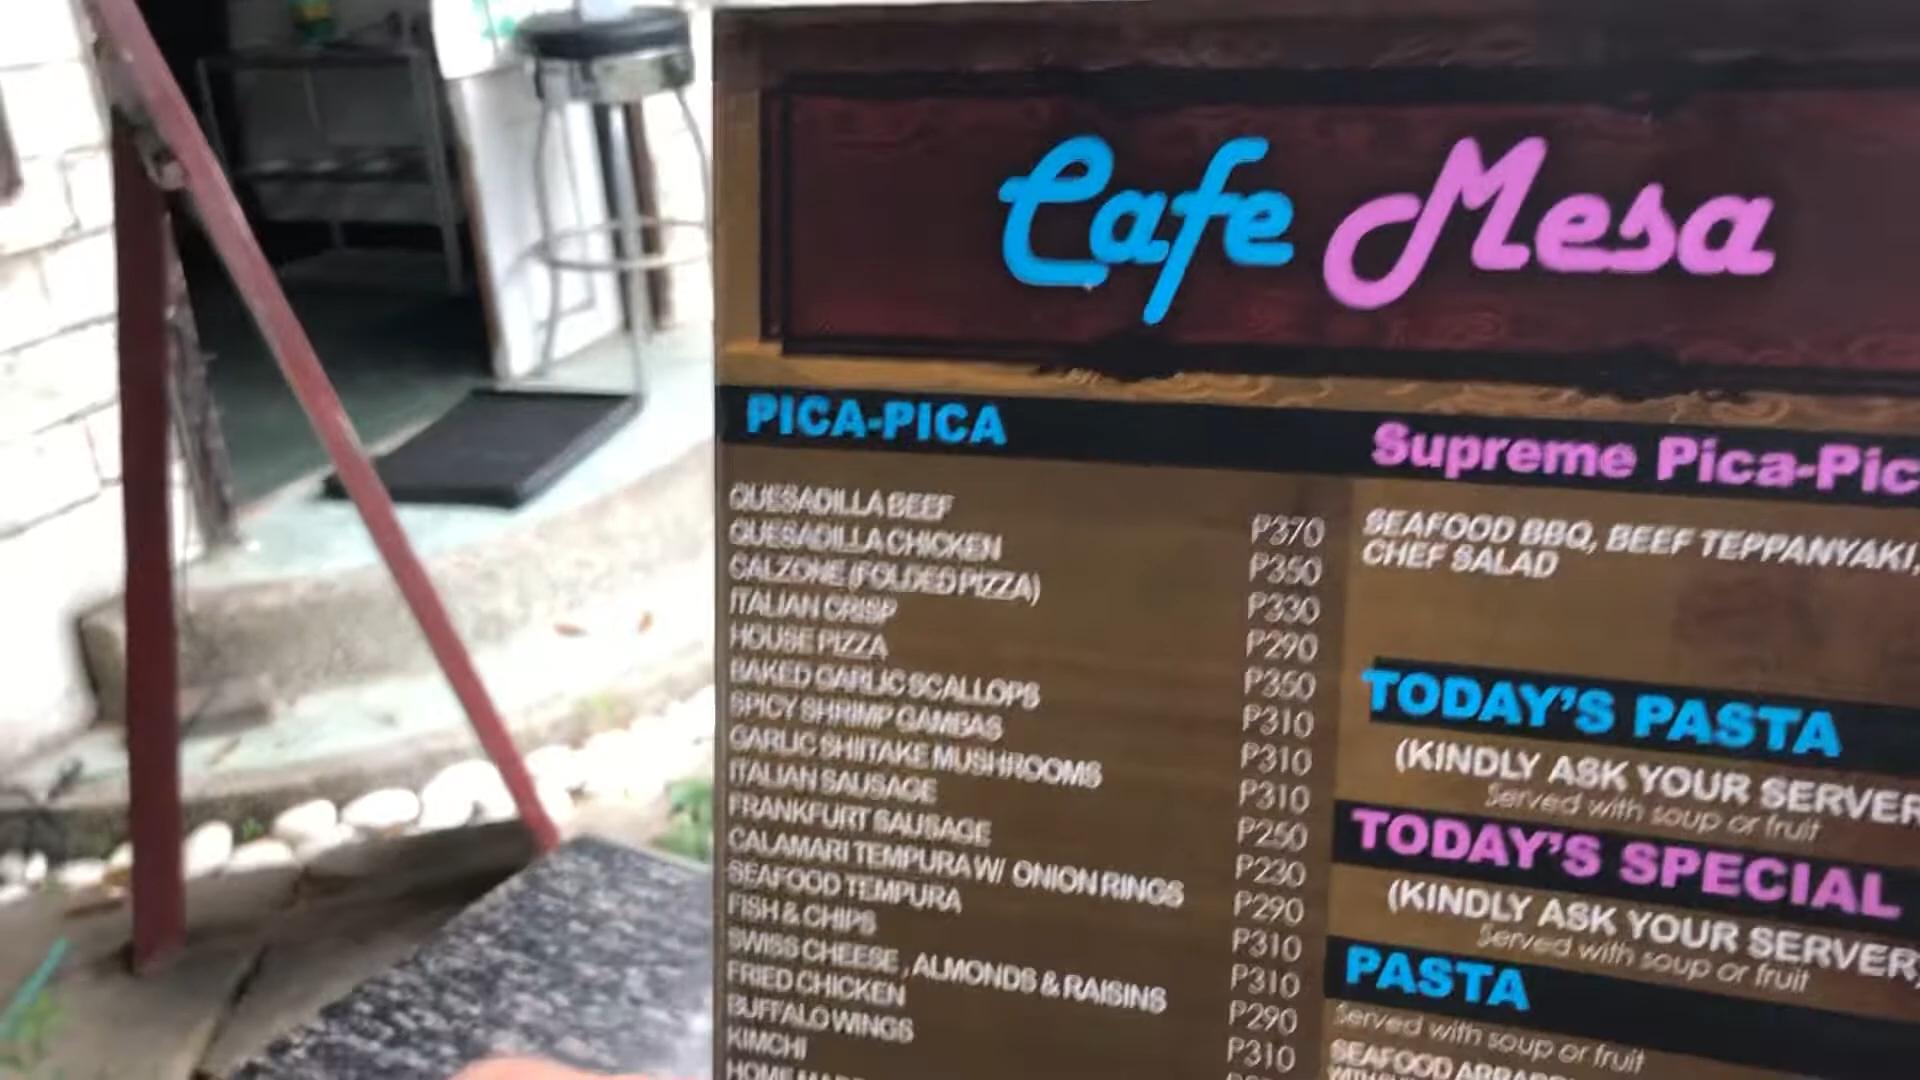 Cafe Mesa
PICA-PICA
QUESADILLA BEEF P370
QUESADILLA CHICKEN P350
CALZONE (FOLDED PIZZA) P330
ITALIAN CRISP P290
HOUSE PIZZA P350
BAKED GARLIC SCALLOPS P310
SPICY SHRIMP GAMBAS P310
GARLIC SHIITAKE MUSHROOMS P310
ITALIAN SAUSAGE P250
FRANKFURT SAUSAGE P230
CALAMARI TEMPURA W/ ONION RINGS P290
SEAFOOD TEMPURA P310
FISH & CHIPS P310
SWISS CHEESE, ALMONDS & RAISINS P290
FRIED CHICKEN P310
BUFFALO WINGS
KIMCHI
Supreme Pica-Pic
SEAFOOD BBQ, BEEF TEPPANYAKI,
CHEF SALAD
TODAY'S PASTA
(KINDLY ASK YOUR SERVER
Served with soup or fruit
TODAY'S SPECIAL
(KINDLY ASK YOUR SERVER)
Served with soup or fruit
PASTA
Served with soup or fruit
SEAFOOD